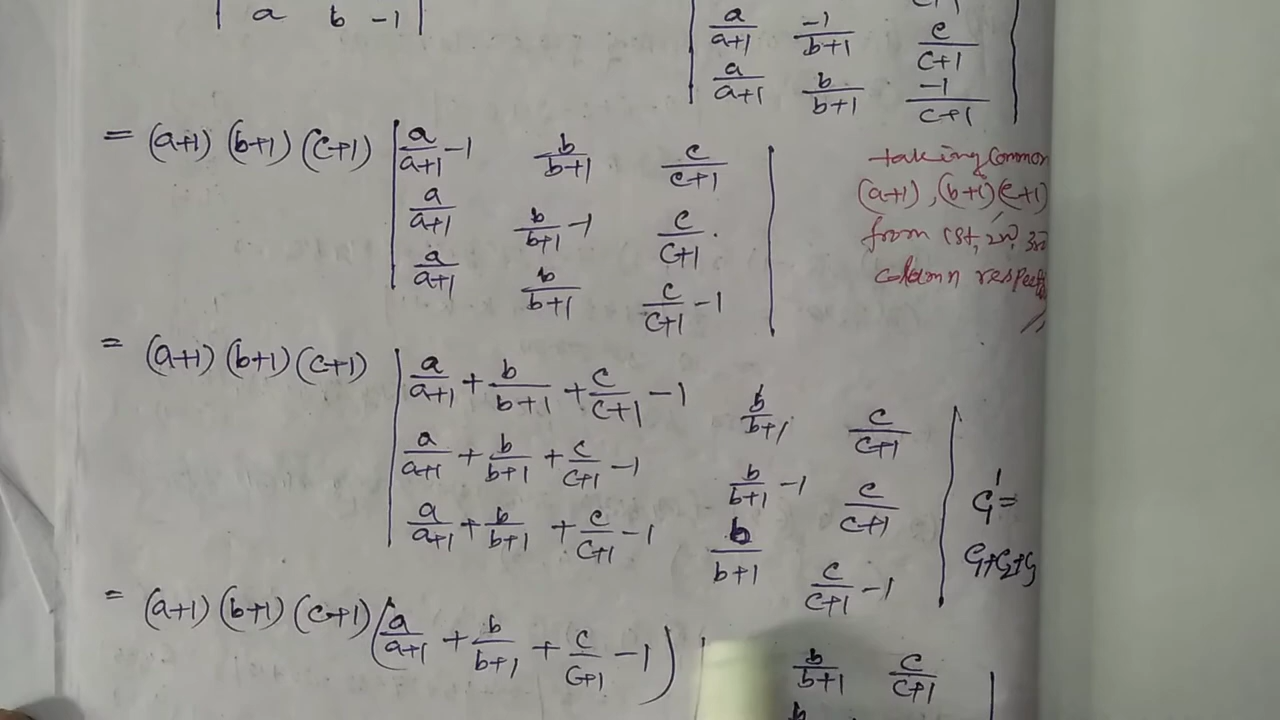 | a b -1 |
| a/(a+1) -1/(b+1) c/(c+1) |
| a/(a+1) b/(b+1) -1/(c+1) |
= (a+1) (b+1) (c+1) | a/(a+1) -1 b/(b+1) c/(c+1) |
| a/(a+1) b/(b+1) -1 c/(c+1) . |
| a/(a+1) b/(b+1) c/(c+1) -1 |
taking common
(a+1), (b+1) (c+1)
from 1st, 2nd, 3rd
column
= (a+1) (b+1) (c+1) | a/(a+1) + b/(b+1) + c/(c+1) -1 b/(b+1) c/(c+1) |
| a/(a+1) + b/(b+1) + c/(c+1) -1 b/(b+1) -1 c/(c+1) |
| a/(a+1) + b/(b+1) + c/(c+1) -1 b/(b+1) c/(c+1) -1 |
C₁' =
C₁+C₂+C₃
= (a+1) (b+1) (c+1) ( a/(a+1) + b/(b+1) + c/(c+1) -1 ) | b/(b+1) c/(c+1) |
b